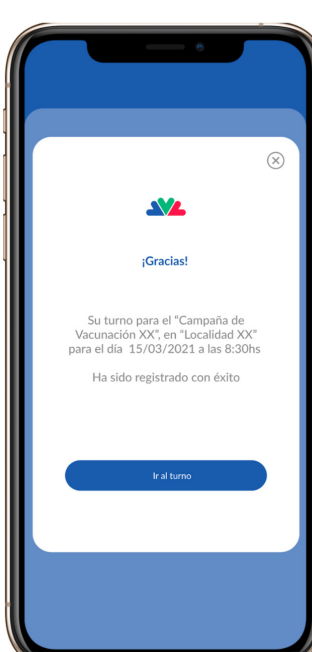 ¡Gracias!
Su turno para el “Campaña de
Vacunación XX”, en “Localidad XX”
para el día 15/03/2021 a las 8:30hs
Ha sido registrado con éxito
Ir al turno